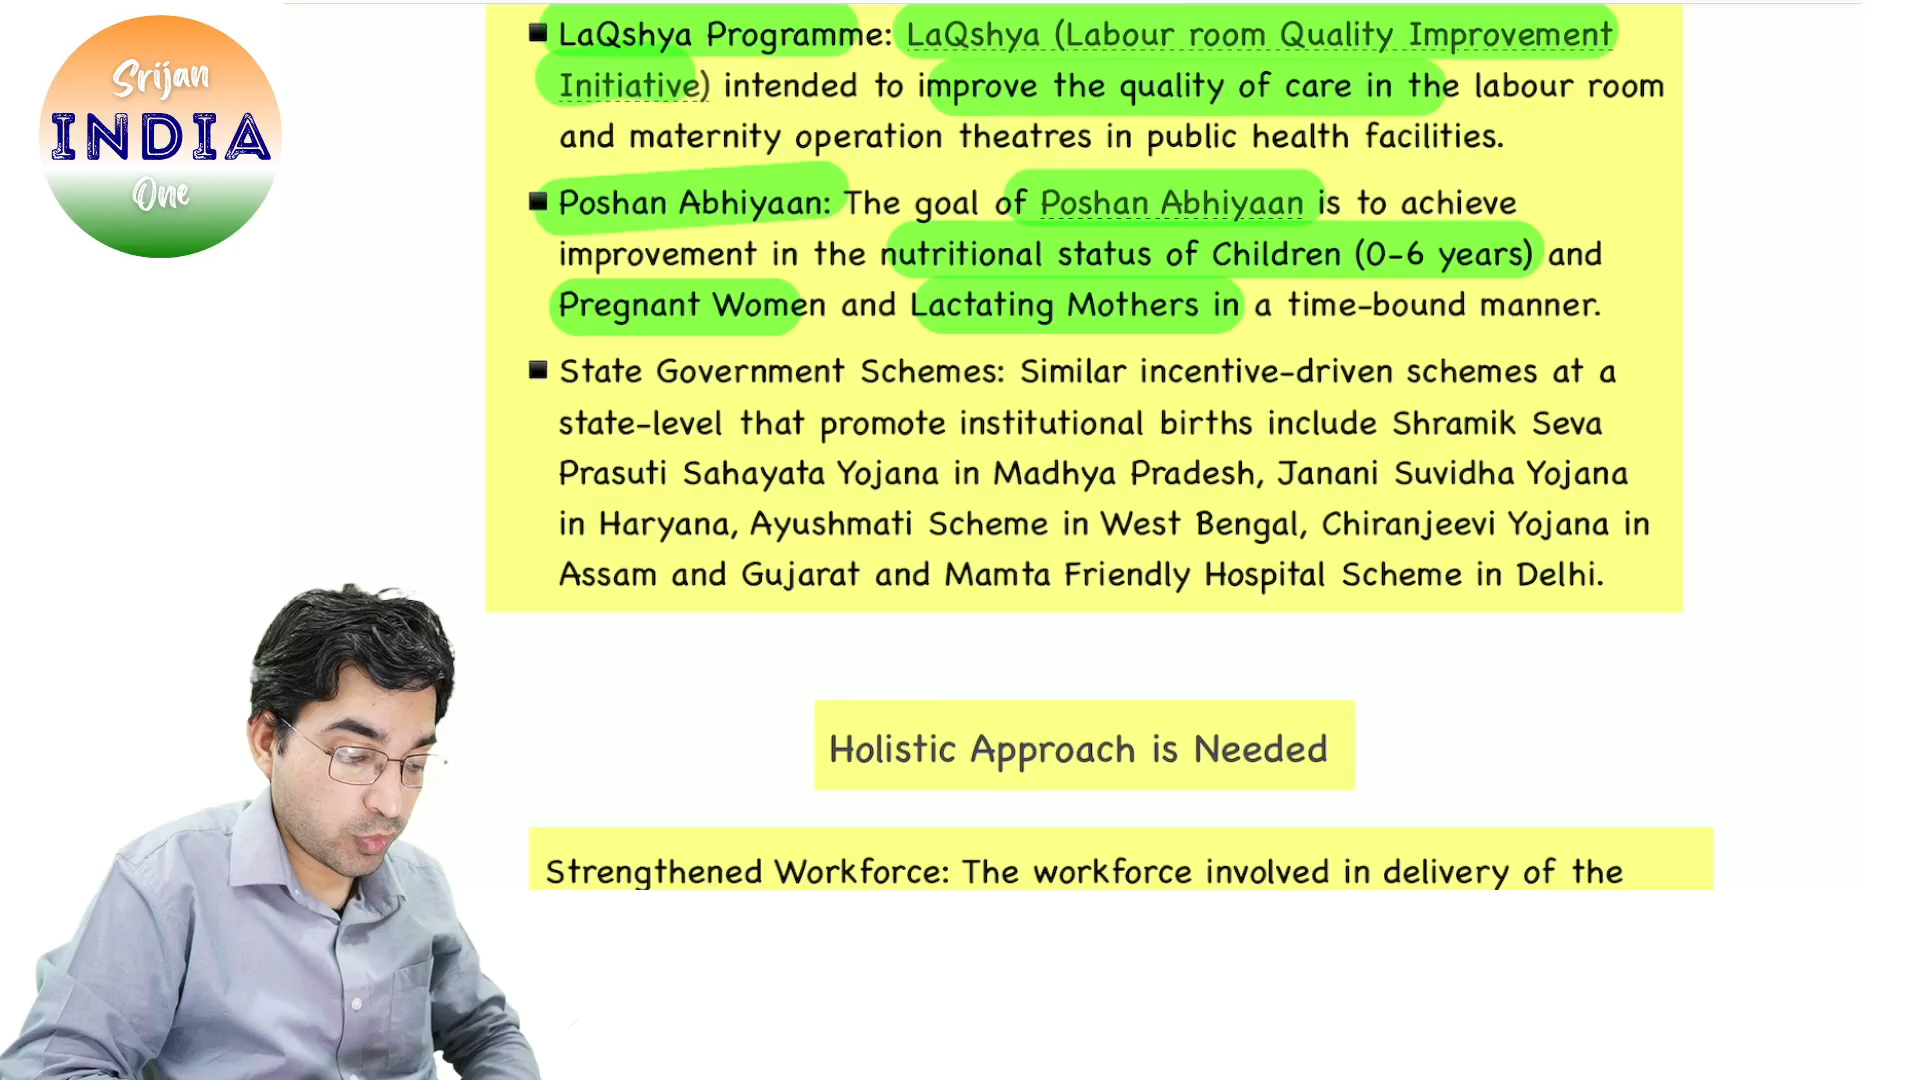 Srijan
INDIA
One
LaQshya Programme: LaQshya (Labour room Quality Improvement
Initiative) intended to improve the quality of care in the labour room
and maternity operation theatres in public health facilities.
Poshan Abhiyaan: The goal of Poshan Abhiyaan is to achieve
improvement in the nutritional status of Children (0-6 years) and
Pregnant Women and Lactating Mothers in a time-bound manner.
State Government Schemes: Similar incentive-driven schemes at a
state-level that promote institutional births include Shramik Seva
Prasuti Sahayata Yojana in Madhya Pradesh, Janani Suvidha Yojana
in Haryana, Ayushmati Scheme in West Bengal, Chiranjeevi Yojana in
Assam and Gujarat and Mamta Friendly Hospital Scheme in Delhi.
Holistic Approach is Needed
Strengthened Workforce: The workforce involved in delivery of the